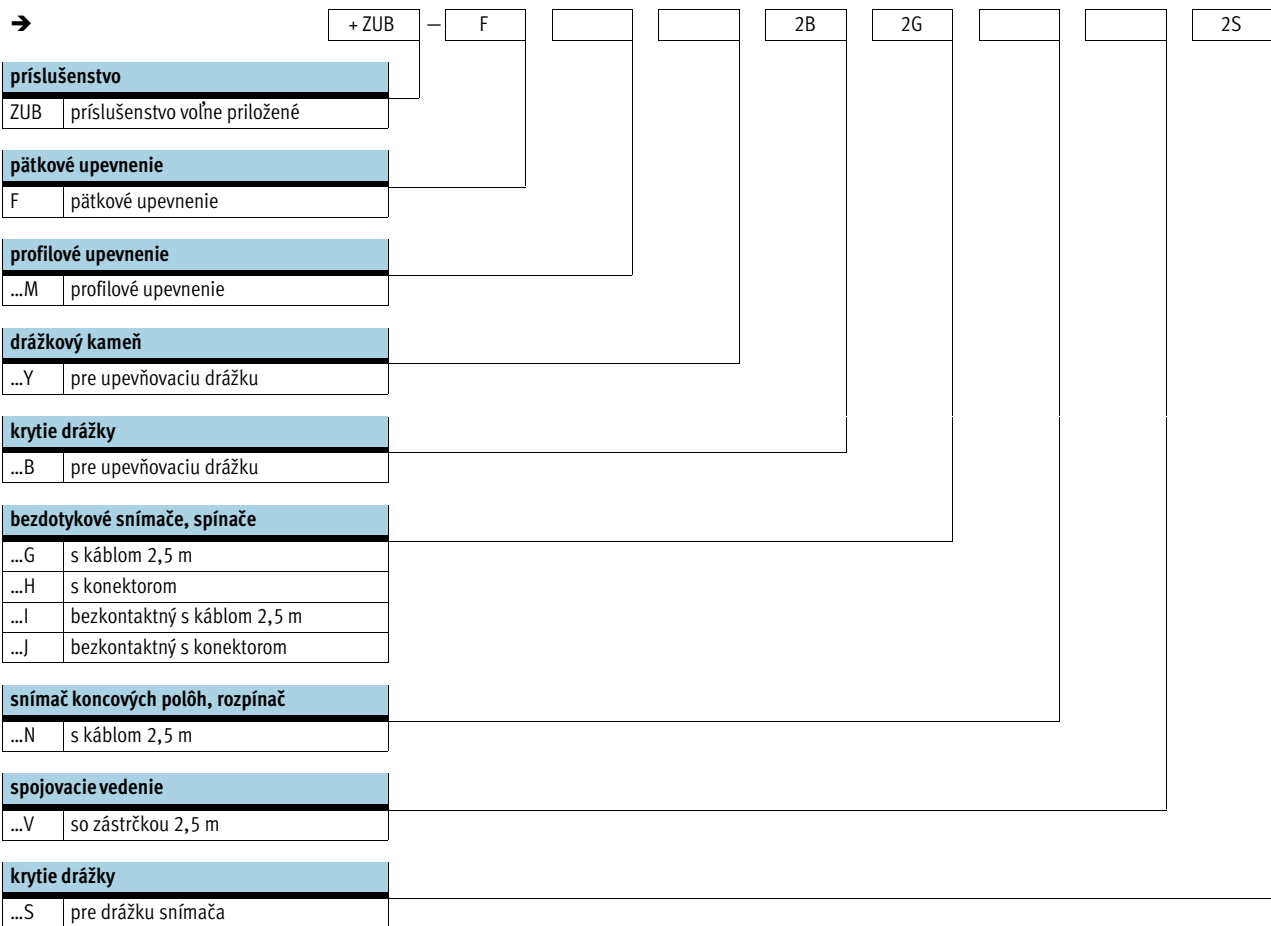 ➔ + ZUB – F 2B 2G 2S
príslušenstvo
ZUB príslušenstvo voľne priložené
pätkové upevnenie
F pätkové upevnenie
profilové upevnenie
...M profilové upevnenie
drážkový kameň
...Y pre upevňovaciu drážku
krytie drážky
...B pre upevňovaciu drážku
bezdotykové snímače, spínače
...G s káblom 2,5 m
...H s konektorom
...I bezkontaktný s káblom 2,5 m
...J bezkontaktný s konektorom
snímač koncových polôh, rozpínač
...N s káblom 2,5 m
spojovacie vedenie
...V so zástrčkou 2,5 m
krytie drážky
...S pre drážku snímača